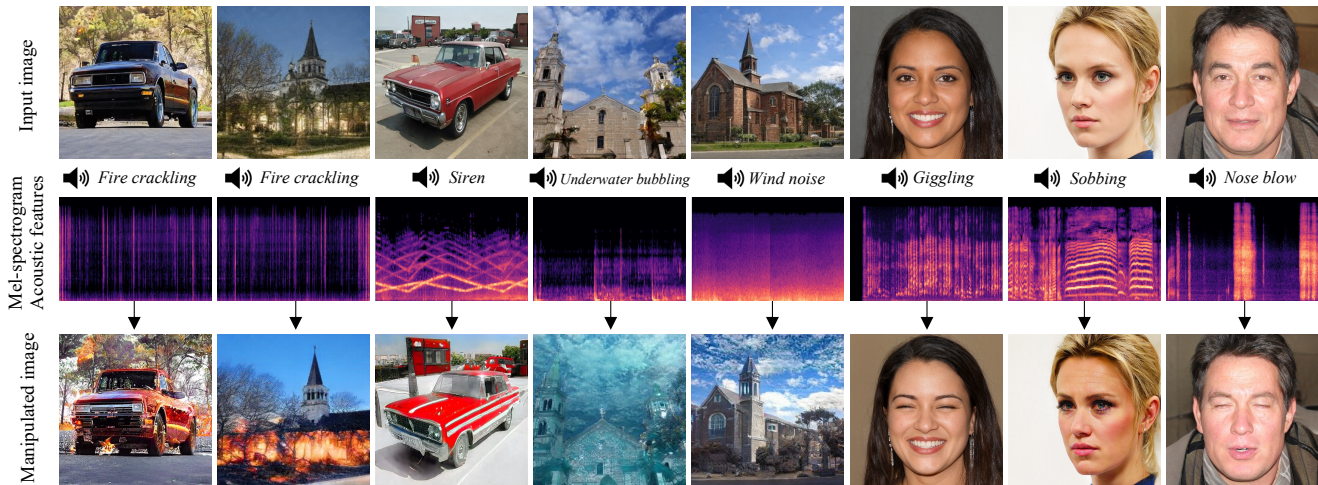 Input image
Fire crackling
Fire crackling
Siren
Underwater bubbling
Wind noise
Giggling
Sobbing
Nose blow
Mel-spectrogram
Acoustic features
Manipulated image